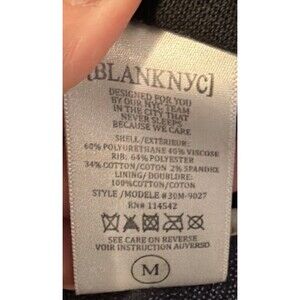 [BLANKNYC]
DESIGNED FOR YOU
BY OUR NYC TEAM
IN THE CITY THAT
NEVER SLEEPS
BECAUSE WE CARE
SHELL/EXTÉRIEUR:
60% POLYURETHANE 40% VISCOSE
RIB: 64% POLYESTER
34% COTTON/COTON 2% SPANDEX
LINING/DOUBLURE:
100%COTTON/COTON
STYLE/MODELE #30M-9027
RN# 114542
CARE SEE ON REVERSE
VOIR INSTRUCTION AUVERSO
M